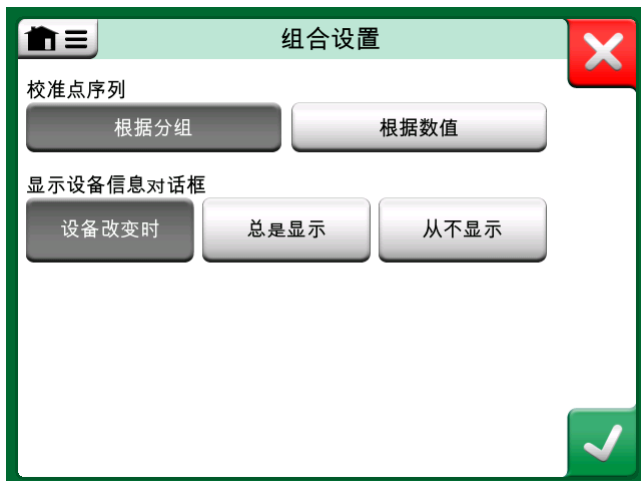 组合设置
校准点序列
根据分组 根据数值
显示设备信息对话框
设备改变时 总是显示 从不显示